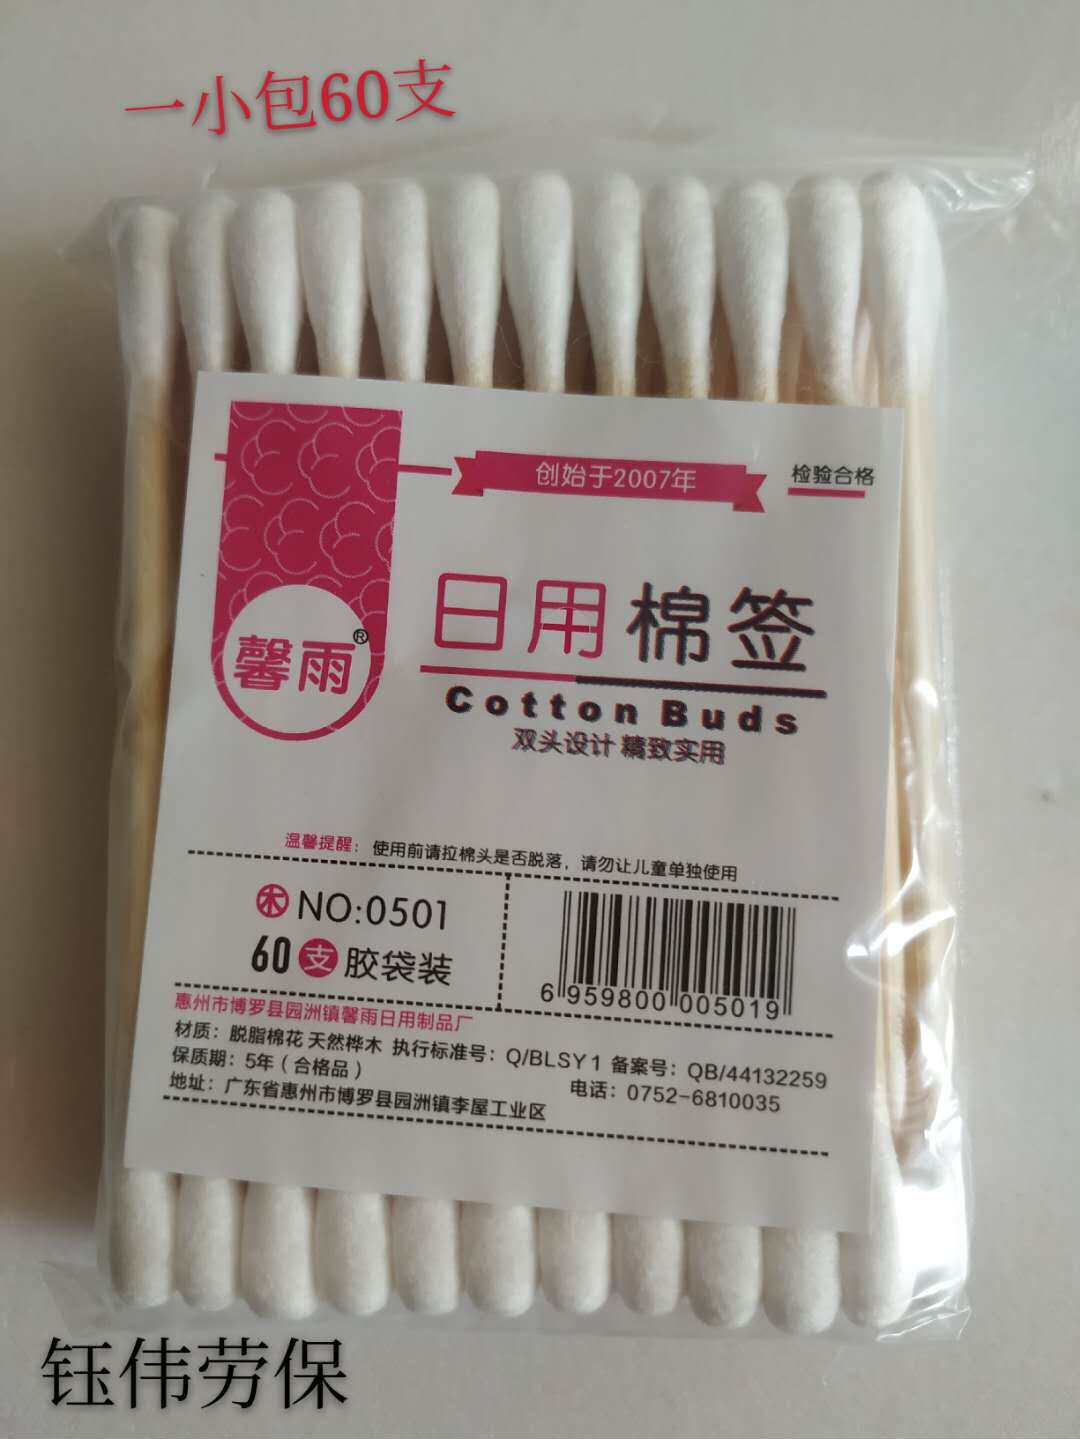 一小包60支
创始于2007年
检验合格
馨雨®
日用棉签
Cotton Buds
双头设计 精致实用
温馨提醒：使用前请拉棉头是否脱落，请勿让儿童单独使用
木 NO:0501
60支 胶袋装
6 959800 005019
惠州市博罗县园洲镇馨雨日用制品厂
材质：脱脂棉花 天然桦木 执行标准号：Q/BLSY 1 备案号：QB/44132259
保质期：5年（合格品） 电话：0752-6810035
地址：广东省惠州市博罗县园洲镇李屋工业区
钰伟劳保